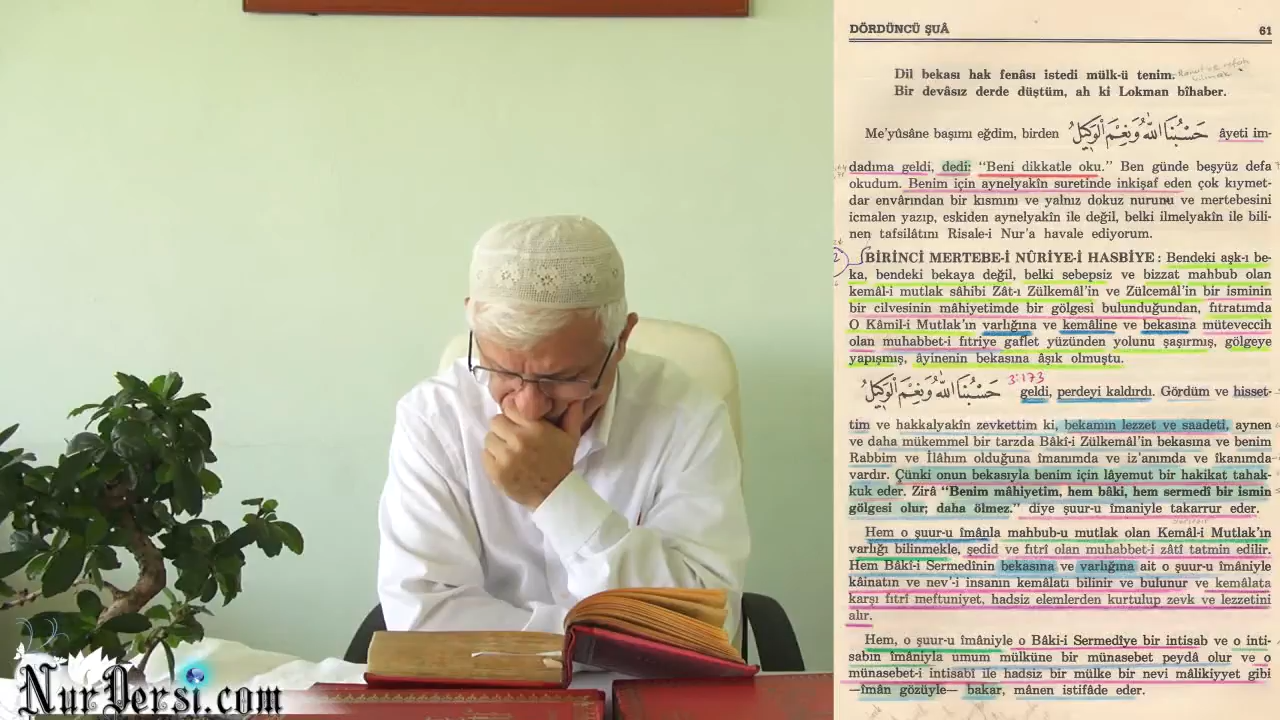 DÖRDÜNCÜ ŞUÂ 61
Dil bekası hak fenâsı istedi mülk-ü tenim.
Bir devâsız derde düştüm, ah ki Lokman bîhaber.
Me'yûsâne başımı eğdim, birden حَسْبُنَا اللّٰهُ وَنِعْمَ الْوَكِيلُ âyeti im-
dadıma geldi, dedi: "Beni dikkatle oku." Ben günde beşyüz defa
okudum. Benim için aynelyakîn suretinde inkişaf eden çok kıymet-
dar envârından bir kısmını ve yalnız dokuz nurunu ve mertebesini
icmalen yazıp, eskiden aynelyakîn ile değil, belki ilmelyakîn ile bili-
nen tafsilâtını Risale-i Nur'a havale ediyorum.
BİRİNCİ MERTEBE-İ NÛRİYE-İ HASBİYE : Bendeki aşk-ı be-
ka, bendeki bekaya değil, belki sebepsiz ve bizzat mahbub olan
kemâl-i mutlak sâhibi Zât-ı Zülkemâl'in ve Zülcemâl'in bir isminin
bir cilvesinin mâhiyetimde bir gölgesi bulunduğundan, fıtratımda
O Kâmil-i Mutlak'ın varlığına ve kemâline ve bekasına müteveccih
olan muhabbet-i fıtriye gaflet yüzünden yolunu şaşırmış, gölgeye
yapışmış, âyinenin bekasına âşık olmuştu.
حَسْبُنَا اللّٰهُ وَنِعْمَ الْوَكِيلُ 3:173 geldi, perdeyi kaldırdı. Gördüm ve hisset-
tim ve hakkalyakîn zevkettim ki, bekamın lezzet ve saadeti, aynen
ve daha mükemmel bir tarzda Bâki-i Zülkemâl'in bekasına ve benim
Rabbim ve İlâhım olduğuna imanımda ve iz'anımda ve îkanımda
vardır. Çünki onun bekasıyla benim için lâyemut bir hakikat tahak-
kuk eder. Zirâ "Benim mâhiyetim, hem bâki, hem sermedî bir ismin
gölgesi olur; daha ölmez." diye şuur-u îmaniyle takarrur eder.
Hem o şuur-u îmânla mahbub-u mutlak olan Kemâl-i Mutlak'ın
varlığı bilinmekle, şedid ve fıtrî olan muhabbet-i zâtî tatmin edilir.
Hem Bâki-i Sermedînin bekasına ve varlığına ait o şuur-u îmâniyle
kâinatın ve nev'-i insanın kemâlatı bilinir ve bulunur ve kemâlata
karşı fıtrî meftuniyet, hadsiz elemlerden kurtulup zevk ve lezzetini
alır.
Hem, o şuur-u îmâniyle o Bâki-i Sermedîye bir intisab ve o inti-
sabın îmâniyla umum mülküne bir münasebet peydâ olur ve o
münasebet-i intisabî ile hadsiz bir mülke bir nevi mâlikiyyet gibi
—îmân gözüyle— bakar, mânen istifâde eder.
NurDersi.com